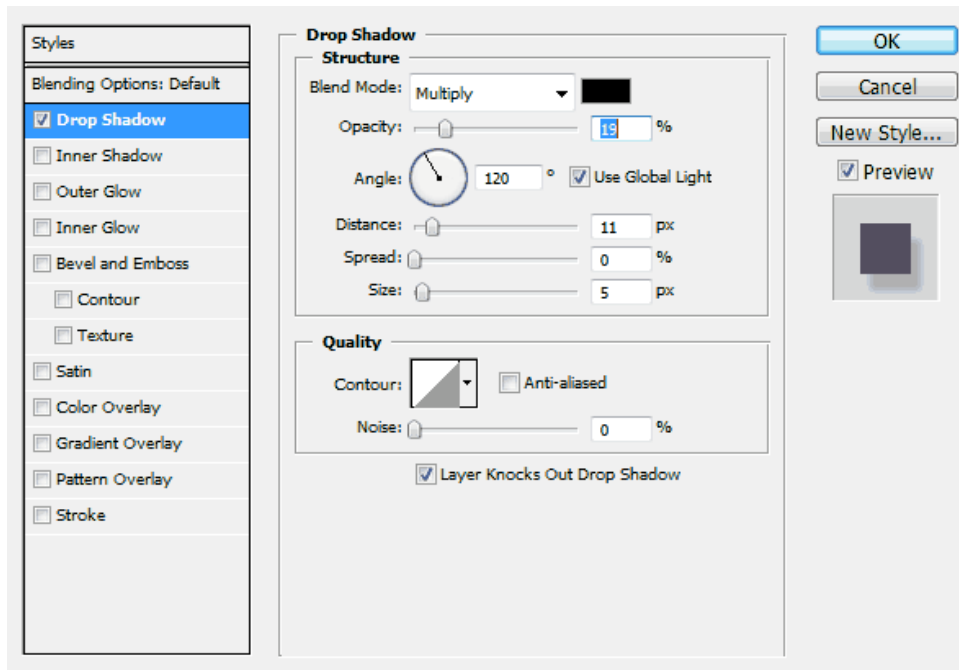 Styles
Blending Options: Default
Drop Shadow
Inner Shadow
Outer Glow
Inner Glow
Bevel and Emboss
Contour
Texture
Satin
Color Overlay
Gradient Overlay
Pattern Overlay
Stroke
Drop Shadow
Structure
Blend Mode: Multiply
Opacity: 19 %
Angle: 120 ° Use Global Light
Distance: 11 px
Spread: 0 %
Size: 5 px
Quality
Contour: Anti-aliased
Noise: 0 %
Layer Knocks Out Drop Shadow
OK
Cancel
New Style...
Preview